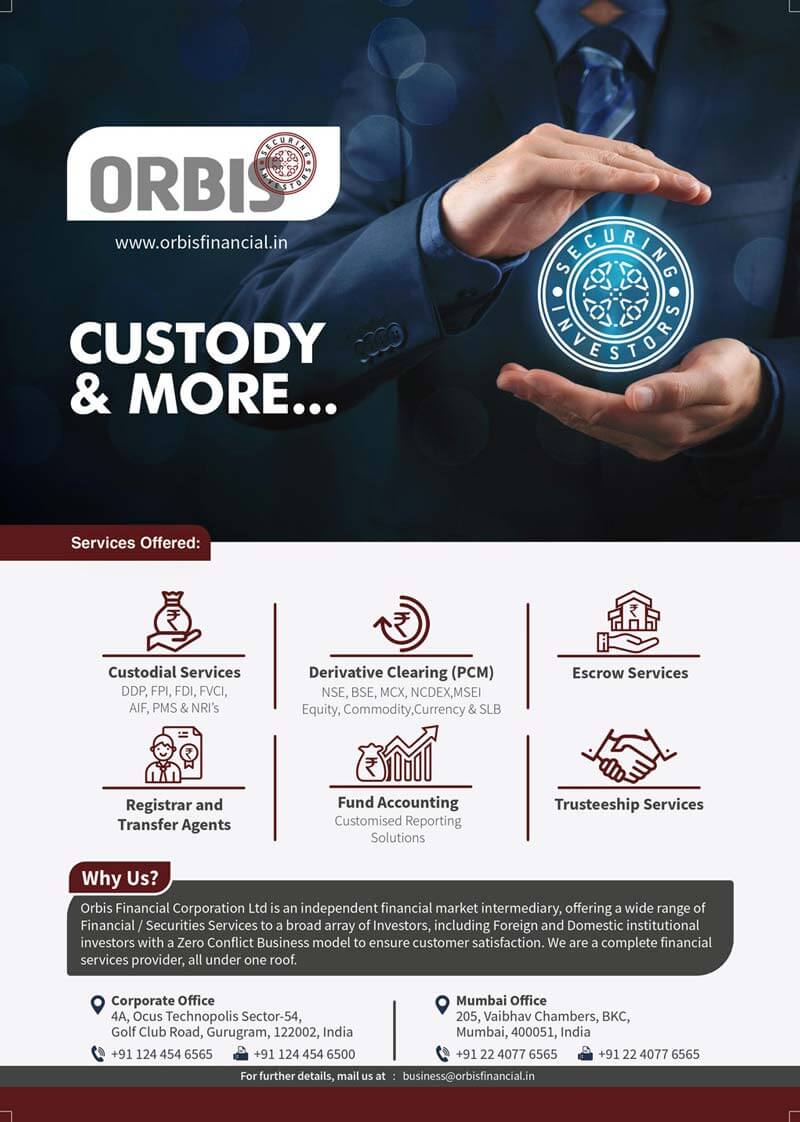 ORBIS
SECURING INVESTORS
www.orbisfinancial.in
SECURING INVESTORS
CUSTODY
& MORE...
Services Offered:
Custodial Services
DDP, FPI, FDI, FVCI,
AIF, PMS & NRI's
Derivative Clearing (PCM)
NSE, BSE, MCX, NCDEX,MSEI
Equity, Commodity,Currency & SLB
Escrow Services
Registrar and
Transfer Agents
Fund Accounting
Customised Reporting
Solutions
Trusteeship Services
Why Us?
Orbis Financial Corporation Ltd is an independent financial market intermediary, offering a wide range of
Financial / Securities Services to a broad array of Investors, including Foreign and Domestic institutional
investors with a Zero Conflict Business model to ensure customer satisfaction. We are a complete financial
services provider, all under one roof.
Corporate Office
4A, Ocus Technopolis Sector-54,
Golf Club Road, Gurugram, 122002, India
+91 124 454 6565 +91 124 454 6500
Mumbai Office
205, Vaibhav Chambers, BKC,
Mumbai, 400051, India
+91 22 4077 6565 +91 22 4077 6565
For further details, mail us at : business@orbisfinancial.in